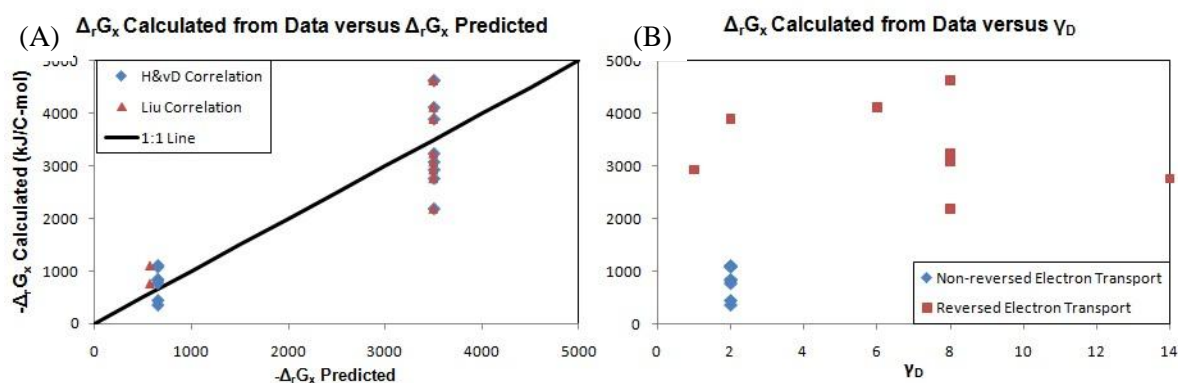 (A)
ΔrGx Calculated from Data versus ΔrGx Predicted
-ΔrGx Calculated (kJ/C-mol)
5000
4000
3000
2000
1000
0
H&vD Correlation
Liu Correlation
1:1 Line
0 1000 2000 3000 4000 5000
-ΔrGx Predicted
(B)
ΔrGx Calculated from Data versus γD
5000
4000
3000
2000
1000
0
Non-reversed Electron Transport
Reversed Electron Transport
0 2 4 6 8 10 12 14
γD